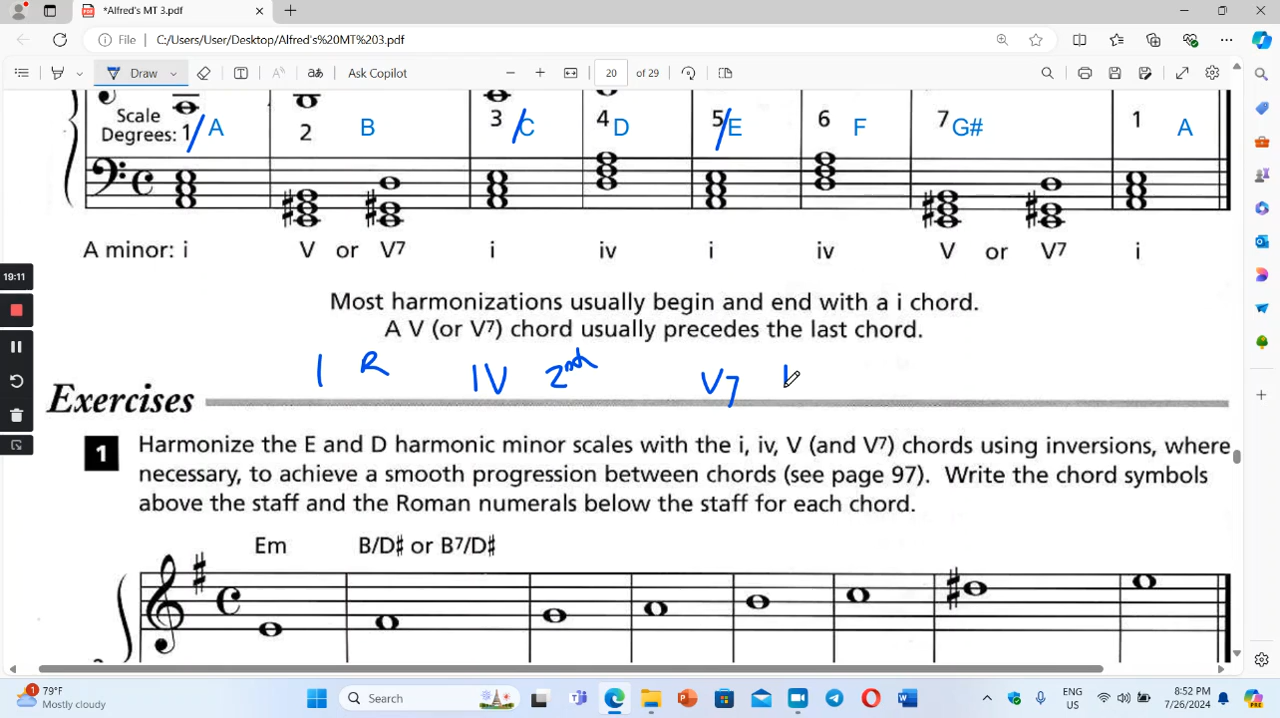 *Alfred's MT 3.pdf
File C:/Users/User/Desktop/Alfred's%20MT%203.pdf
Draw Ask Copilot 20 of 29
Scale Degrees: 1 A 2 B 3 C 4 D 5 E 6 F 7 G# 1 A
A minor: i V or V7 i iv i iv V or V7 i
19:11
Most harmonizations usually begin and end with a i chord.
A V (or V7) chord usually precedes the last chord.
I R IV 2nd V7
Exercises
1 Harmonize the E and D harmonic minor scales with the i, iv, V (and V7) chords using inversions, where
necessary, to achieve a smooth progression between chords (see page 97). Write the chord symbols
above the staff and the Roman numerals below the staff for each chord.
Em B/D# or B7/D#
1 79°F
Mostly cloudy
Search
ENG
US
8:52 PM
7/26/2024